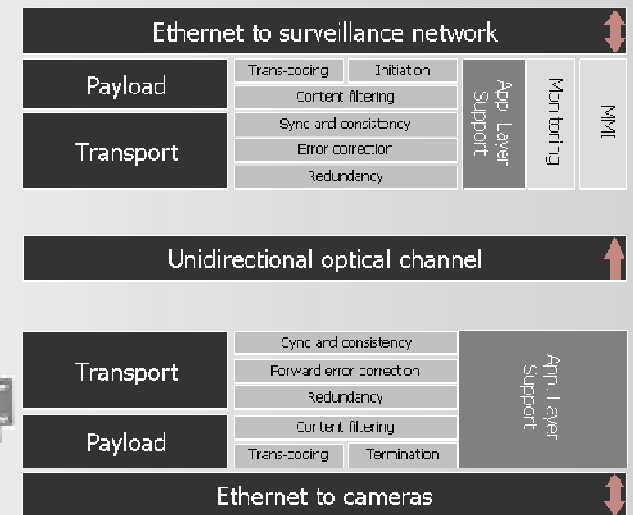 Ethernet to surveillance network
Payload
Trans-coding
Initiation
Content filtering
Transport
Sync and consistency
Error correction
Redundancy
App. Layer
Support
Monitoring
MMI
Unidirectional optical channel
Transport
Sync and consistency
Forward error correction
Redundancy
Payload
Content filtering
Trans-coding
Termination
App. Layer
Support
Ethernet to cameras